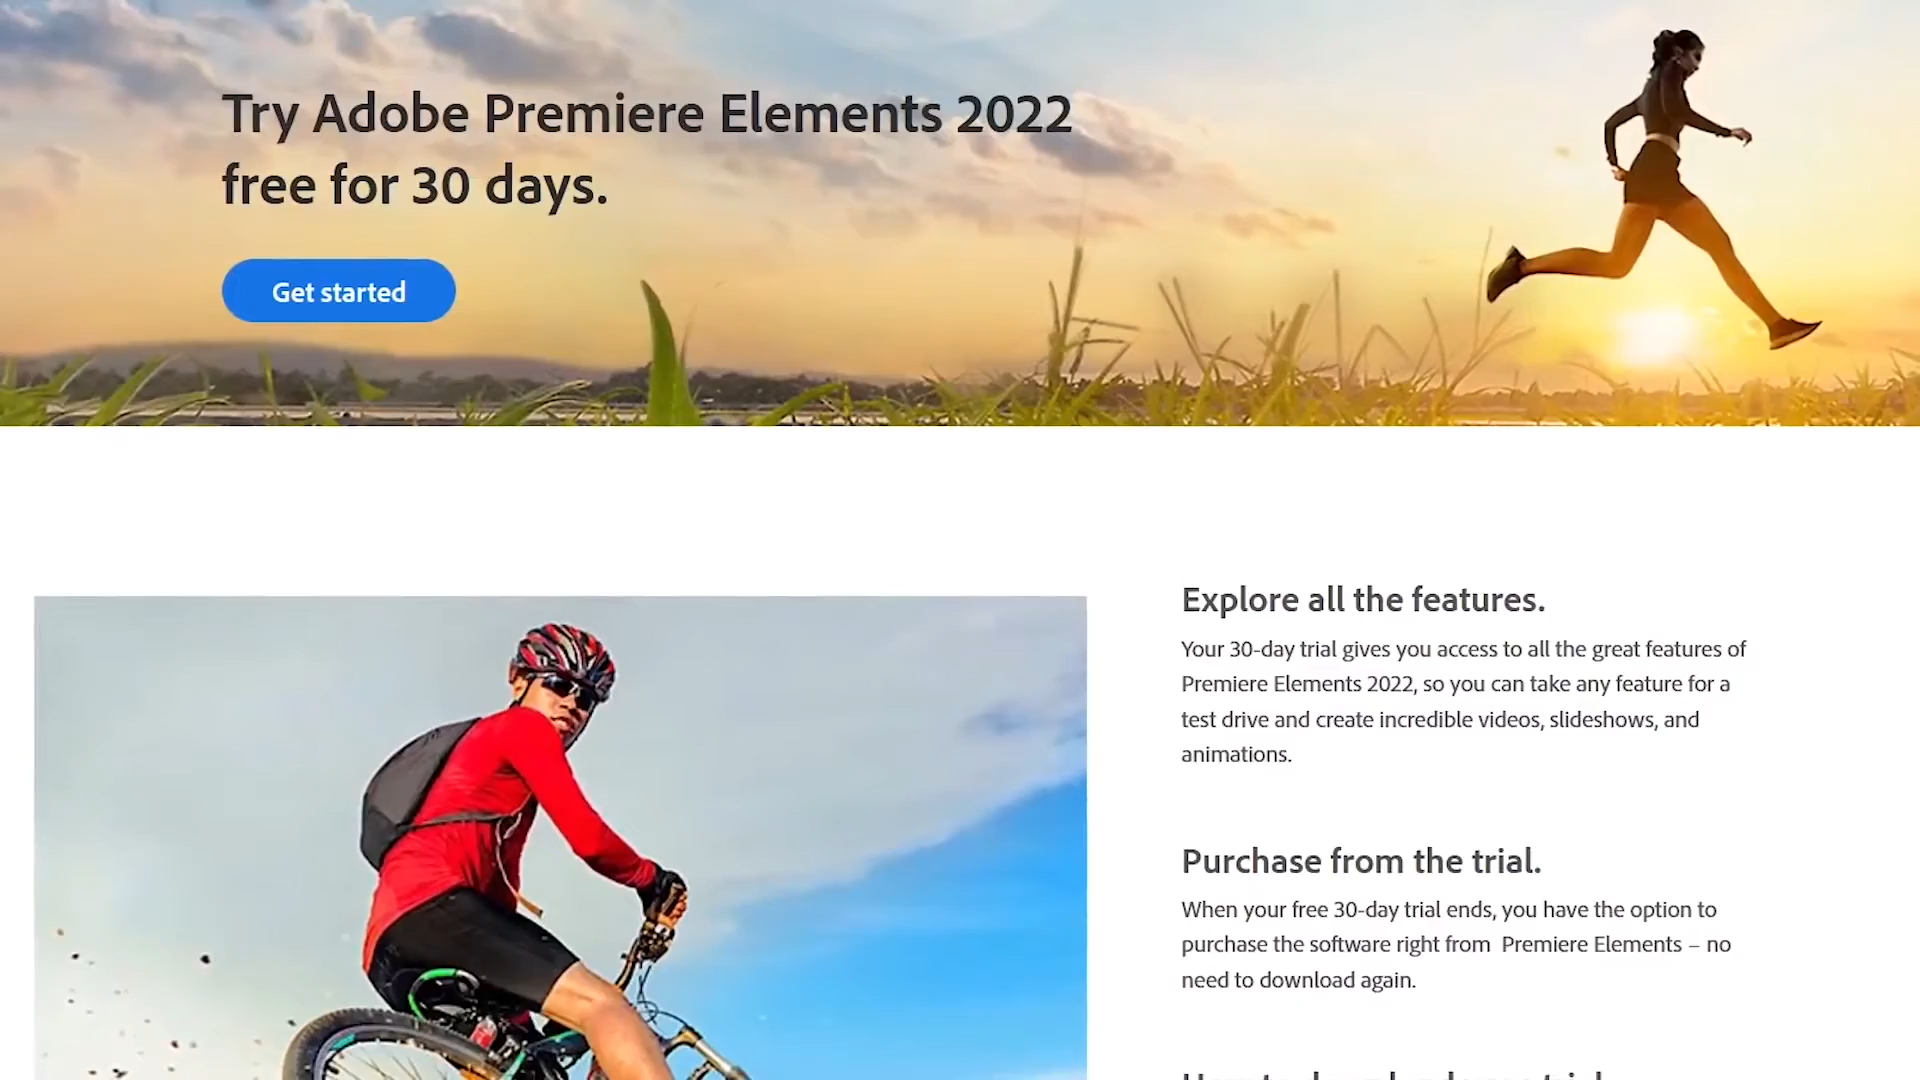 Try Adobe Premiere Elements 2022
free for 30 days.
Get started
Explore all the features.
Your 30-day trial gives you access to all the great features of
Premiere Elements 2022, so you can take any feature for a
test drive and create incredible videos, slideshows, and
animations.
Purchase from the trial.
When your free 30-day trial ends, you have the option to
purchase the software right from Premiere Elements – no
need to download again.